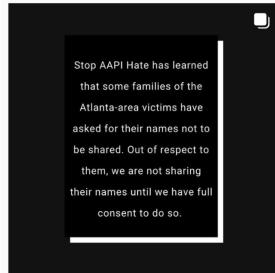 Stop AAPI Hate has learned
that some families of the
Atlanta-area victims have
asked for their names not to
be shared. Out of respect to
them, we are not sharing
their names until we have full
consent to do so.